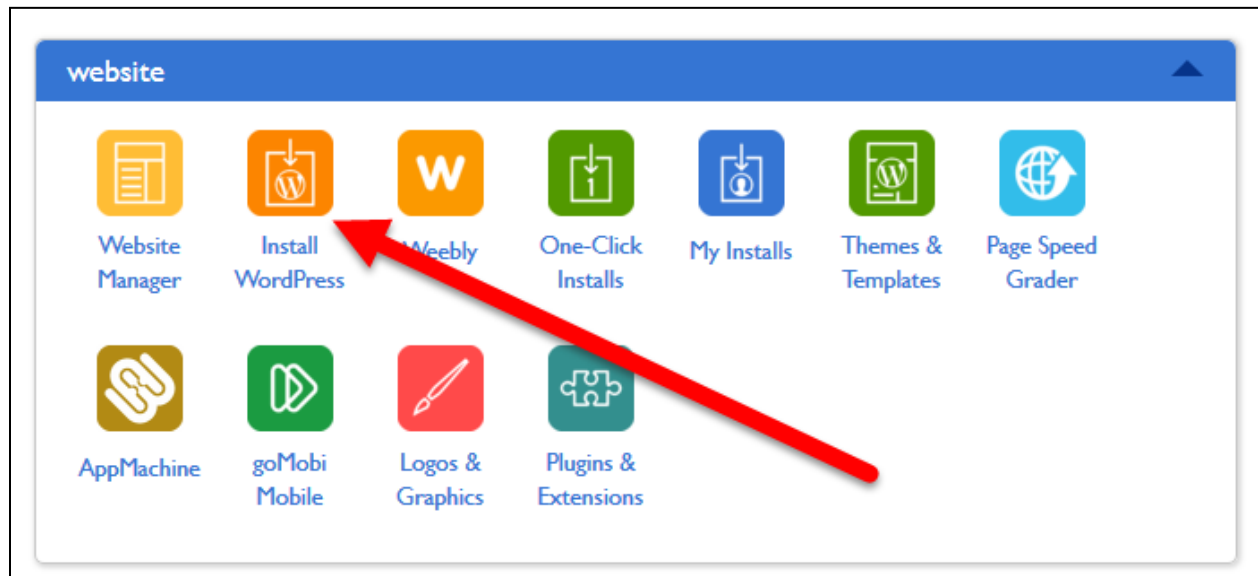 website
Website Install Weebly One-Click My Installs Themes & Page Speed
Manager WordPress Installs Templates Grader
AppMachine goMobi Logos & Plugins &
Mobile Graphics Extensions